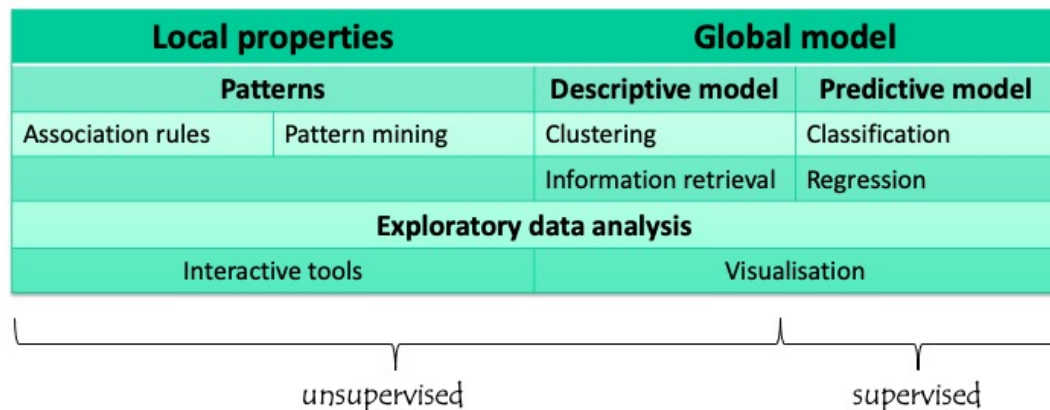 Local properties Global model
Patterns Descriptive model Predictive model
Association rules Pattern mining Clustering Classification
Information retrieval Regression
Exploratory data analysis
Interactive tools Visualisation
unsupervised supervised